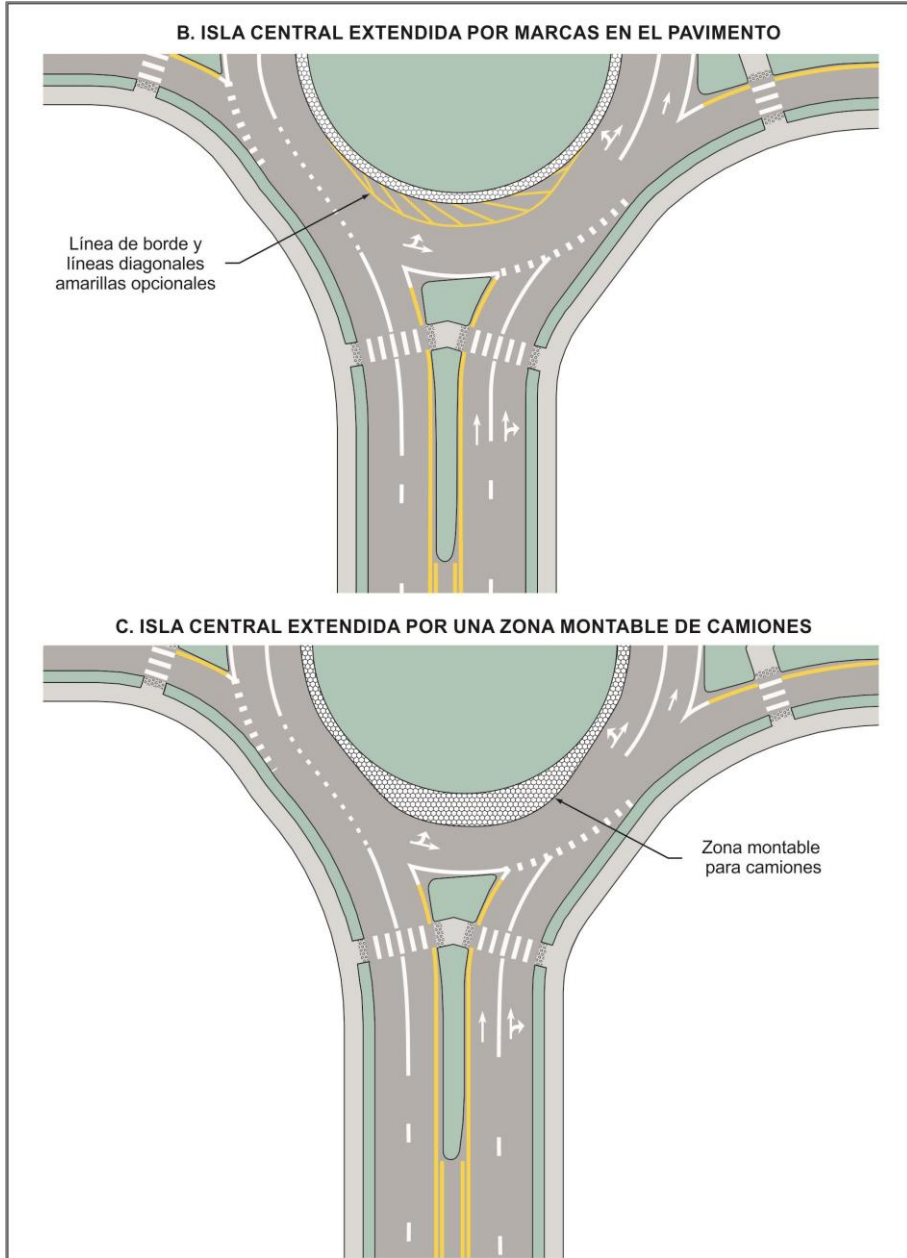 B. ISLA CENTRAL EXTENDIDA POR MARCAS EN EL PAVIMENTO
Línea de borde y
líneas diagonales
amarillas opcionales
C. ISLA CENTRAL EXTENDIDA POR UNA ZONA MONTABLE DE CAMIONES
Zona montable
para camiones